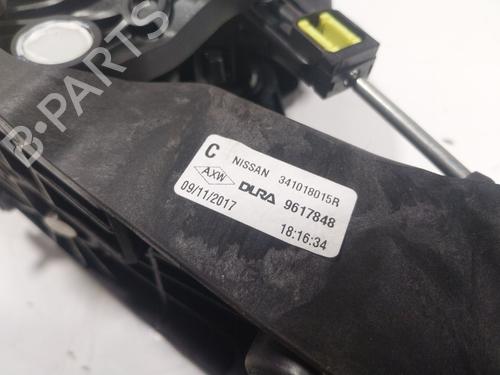 C NISSAN 341018015R
AXW DURA 9617848
09/11/2017 18:16:34
B-PARTS